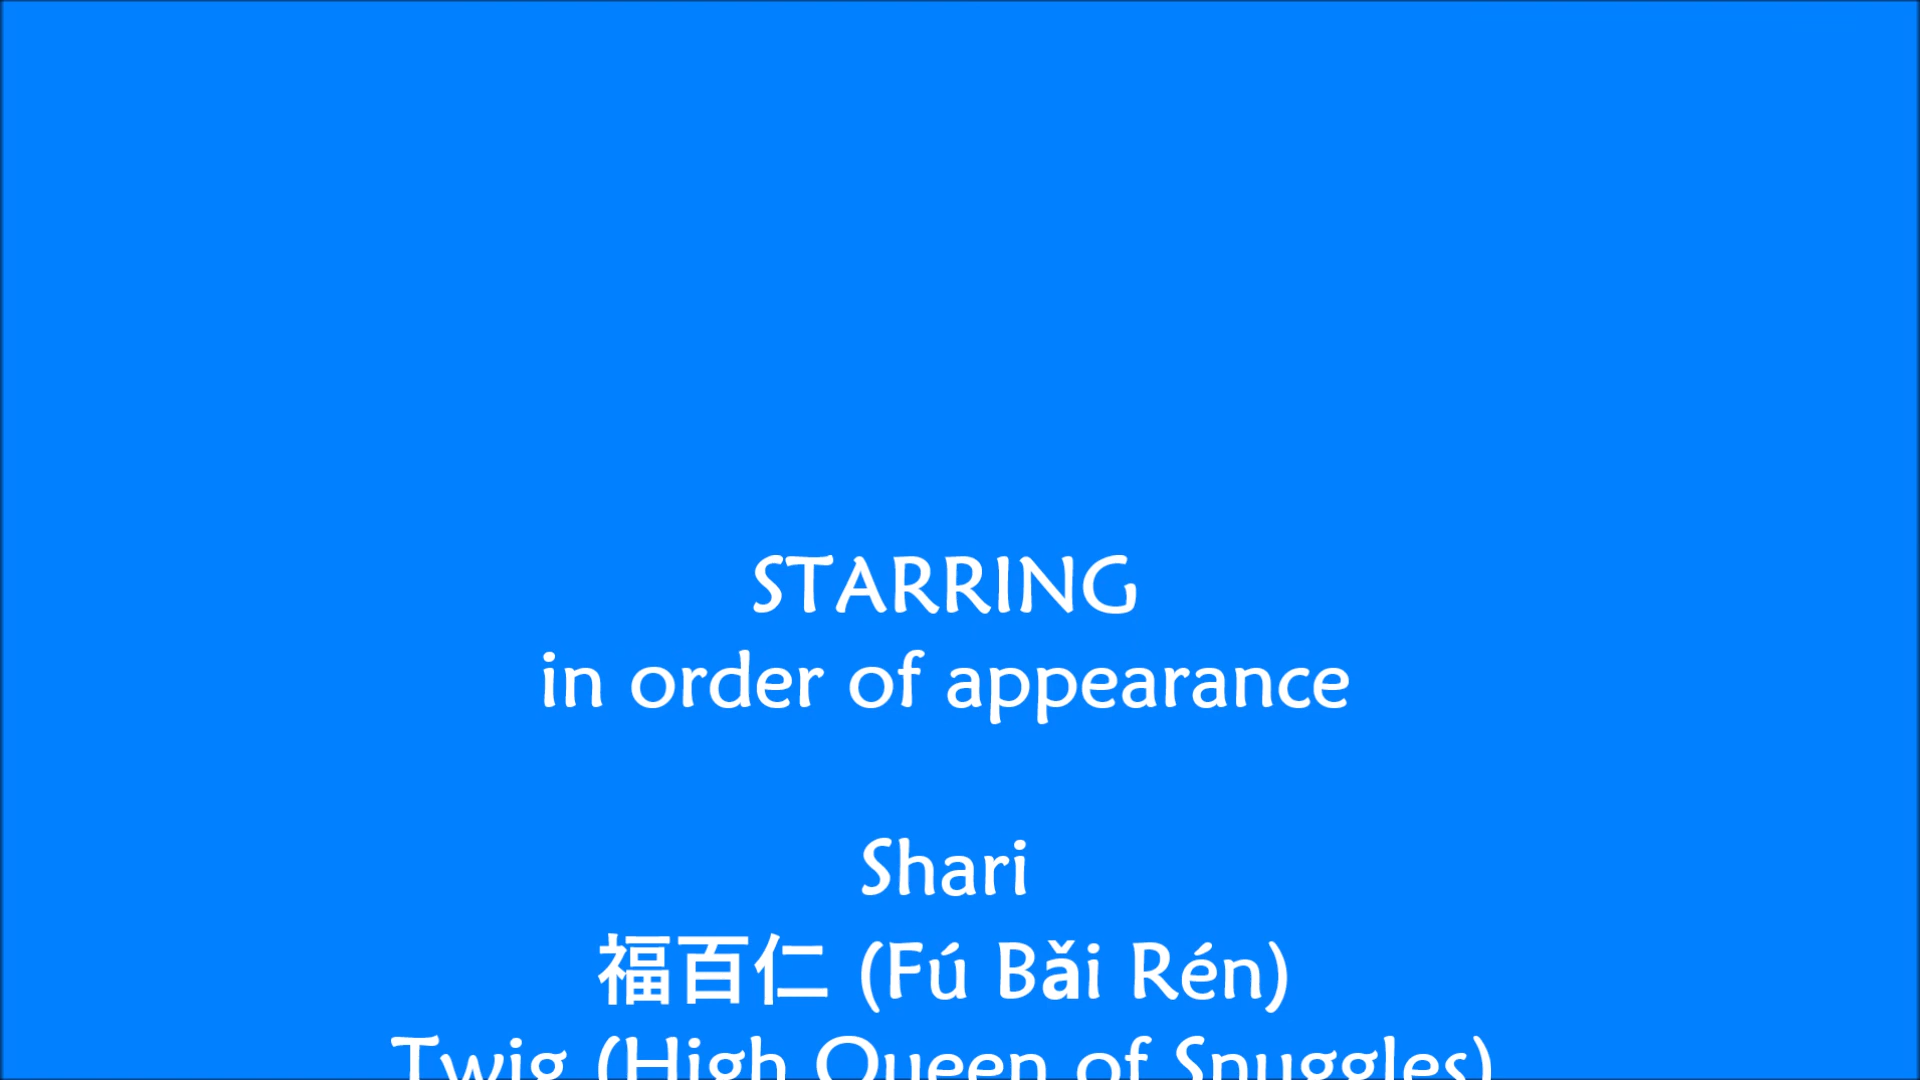 STARRING
in order of appearance
Shari
福百仁 (Fú Bǎi Rén)
Twig (High Queen of Snuggles)